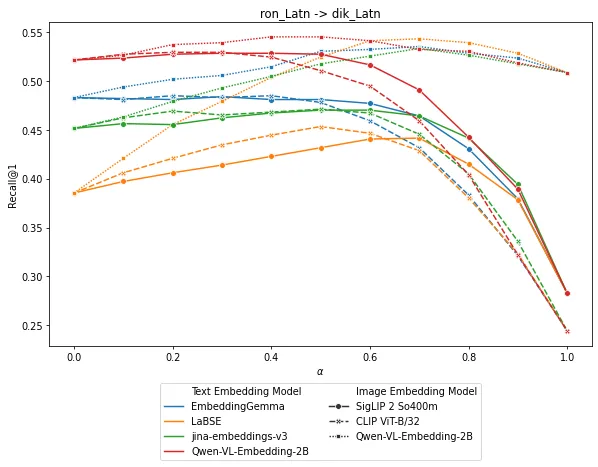 ron_Latn -> dik_Latn
Recall@1
0.55
0.50
0.45
0.40
0.35
0.30
0.25
0.0 0.2 0.4 0.6 0.8 1.0
α
Text Embedding Model Image Embedding Model
EmbeddingGemma SigLIP 2 So400m
LaBSE CLIP ViT-B/32
jina-embeddings-v3 Qwen-VL-Embedding-2B
Qwen-VL-Embedding-2B